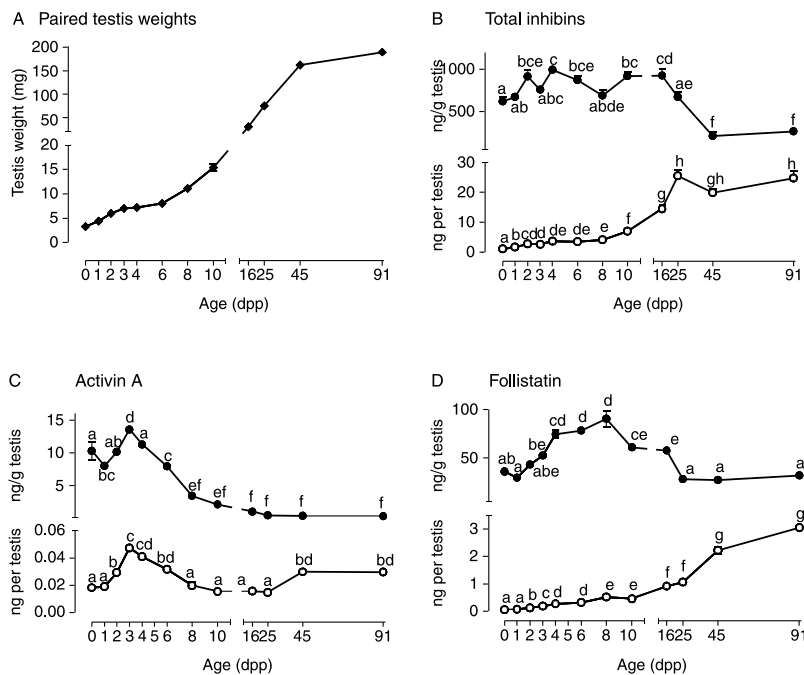 A Paired testis weights
200
150
100
50
20
15
10
5
0
Testis weight (mg)
0 1 2 3 4 6 8 10 16 25 45 91
Age (dpp)
B Total inhibins
1000
500
ng/g testis
a ab bce abc c bce abde bc cd ae f f
30
20
10
0
ng per testis
a bcdd de de e f g h gh h
0 1 2 3 4 6 8 10 1625 45 91
Age (dpp)
C Activin A
15
10
5
ng/g testis
a bc ab d a c ef ef f f f f
0.06
0.04
0.02
0.00
ng per testis
a a b c cd bd a a a a bd bd
0 1 2 3 4 5 6 8 10 1625 45 91
Age (dpp)
D Follistatin
100
50
ng/g testis
ab a be abe cd d d ce e a a a
3
2
1
0
ng per testis
a a b c d d e e f f g g
0 1 2 3 4 5 6 8 10 1625 45 91
Age (dpp)